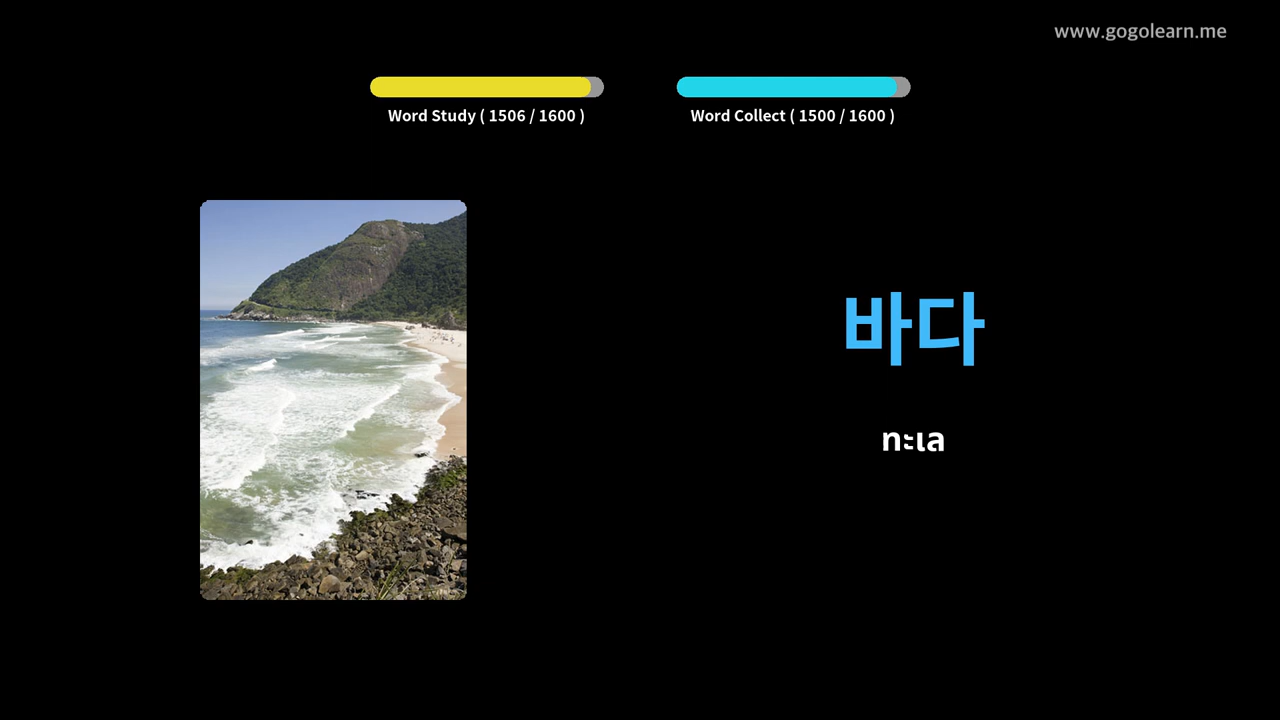 www.gogolearn.me
Word Study ( 1506 / 1600 )
Word Collect ( 1500 / 1600 )
바다
ทะเล